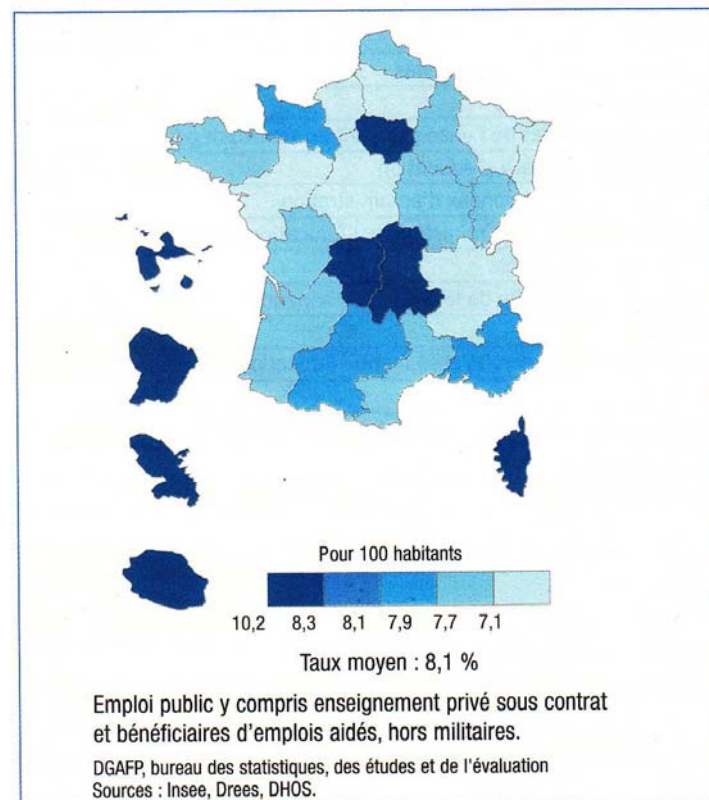 Pour 100 habitants
10,2 8,3 8,1 7,9 7,7 7,1
Taux moyen : 8,1 %
Emploi public y compris enseignement privé sous contrat
et bénéficiaires d'emplois aidés, hors militaires.
DGAFP, bureau des statistiques, des études et de l'évaluation
Sources : Insee, Drees, DHOS.